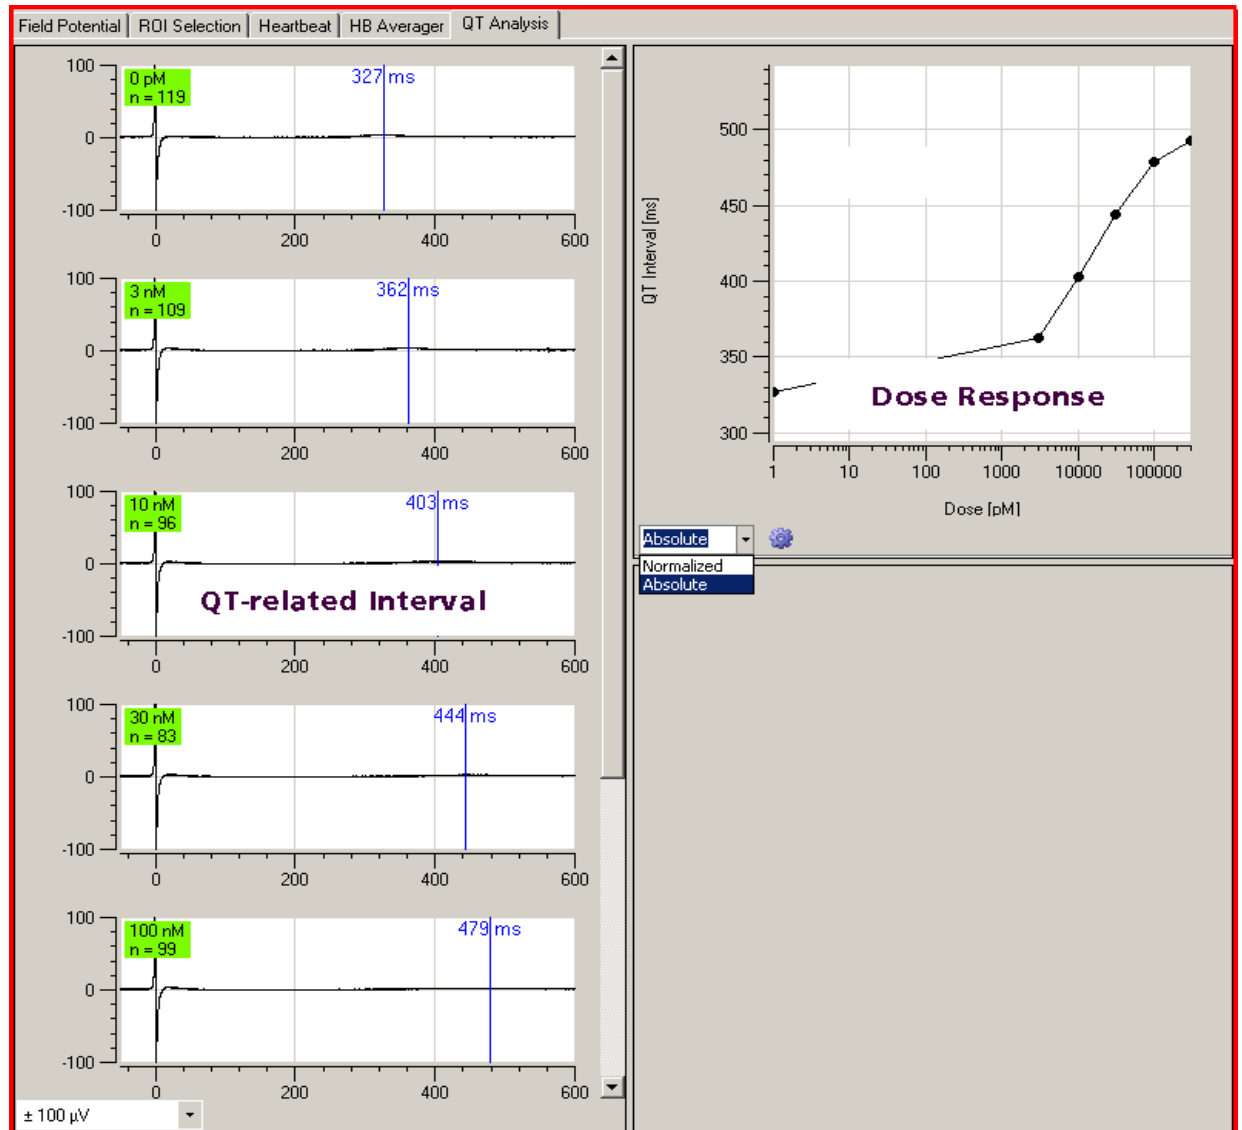 Field Potential ROI Selection Heartbeat HB Averager QT Analysis
100
0
-100
0 pM
n = 119
327 ms
0 200 400 600
100
0
-100
3 nM
n = 109
362 ms
0 200 400 600
100
0
-100
10 nM
n = 96
403 ms
QT-related Interval
0 200 400 600
100
0
-100
30 nM
n = 83
444 ms
0 200 400 600
100
0
-100
100 nM
n = 99
479 ms
0 200 400 600
± 100 µV
QT Interval [ms]
500
450
400
350
300
Dose Response
1 10 100 1000 10000 100000
Dose [pM]
Absolute
Normalized
Absolute